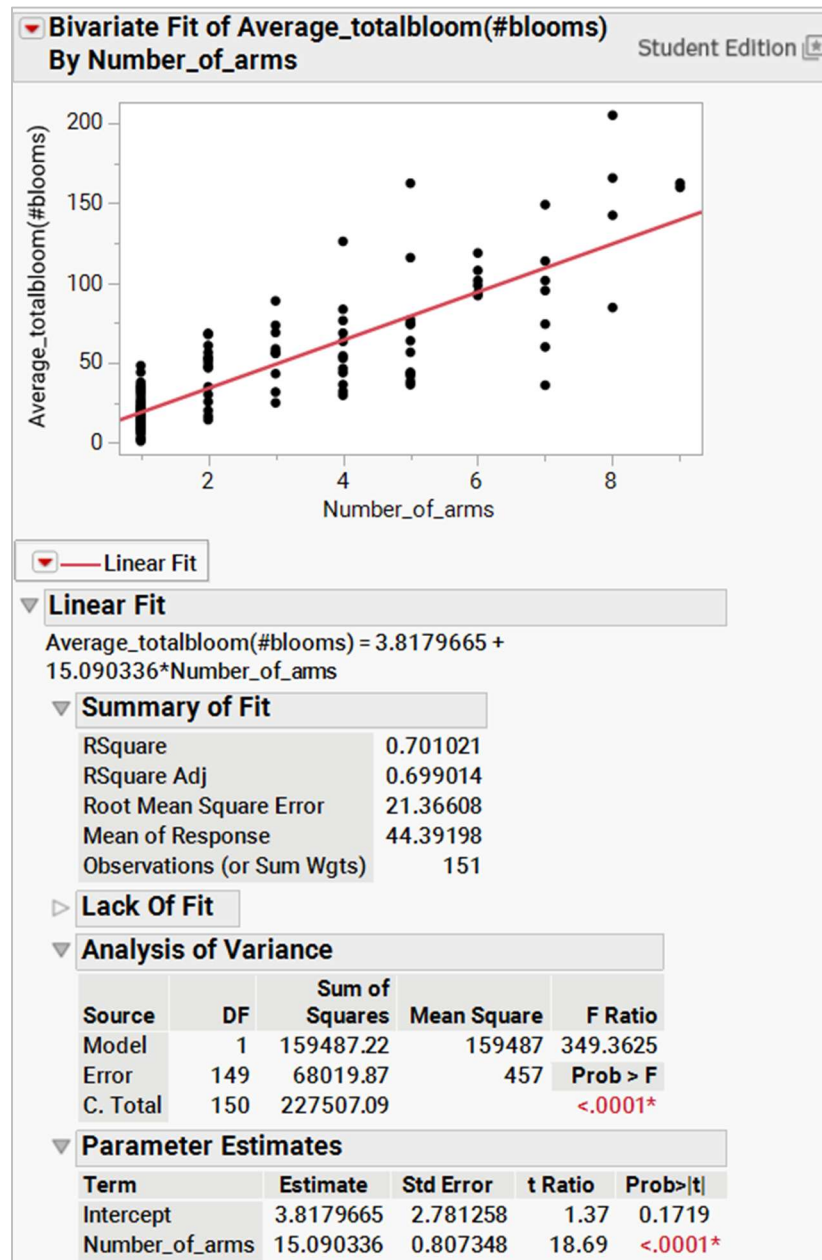 Bivariate Fit of Average_totalbloom(#blooms)
By Number_of_arms
Student Edition
Average_totalbloom(#blooms)
200
150
100
50
0
2 4 6 8
Number_of_arms
Linear Fit
Linear Fit
Average_totalbloom(#blooms) = 3.8179665 +
15.090336*Number_of_arms
Summary of Fit
RSquare 0.701021
RSquare Adj 0.699014
Root Mean Square Error 21.36608
Mean of Response 44.39198
Observations (or Sum Wgts) 151
Lack Of Fit
Analysis of Variance
Sum of
Source DF Squares Mean Square F Ratio
Model 1 159487.22 159487 349.3625
Error 149 68019.87 457 Prob > F
C. Total 150 227507.09 <.0001*
Parameter Estimates
Term Estimate Std Error t Ratio Prob>|t|
Intercept 3.8179665 2.781258 1.37 0.1719
Number_of_arms 15.090336 0.807348 18.69 <.0001*